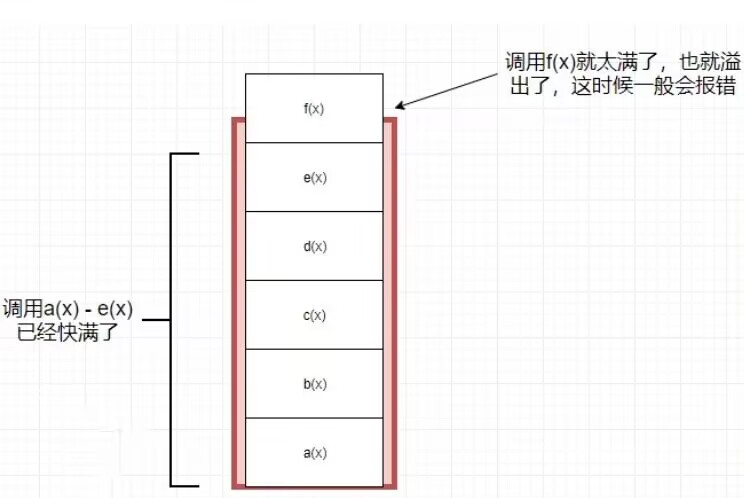 调用f(x)就太满了，也就溢
出了，这时候一般会报错
f(x)
e(x)
d(x)
调用a(x) - e(x)
已经快满了
c(x)
b(x)
a(x)